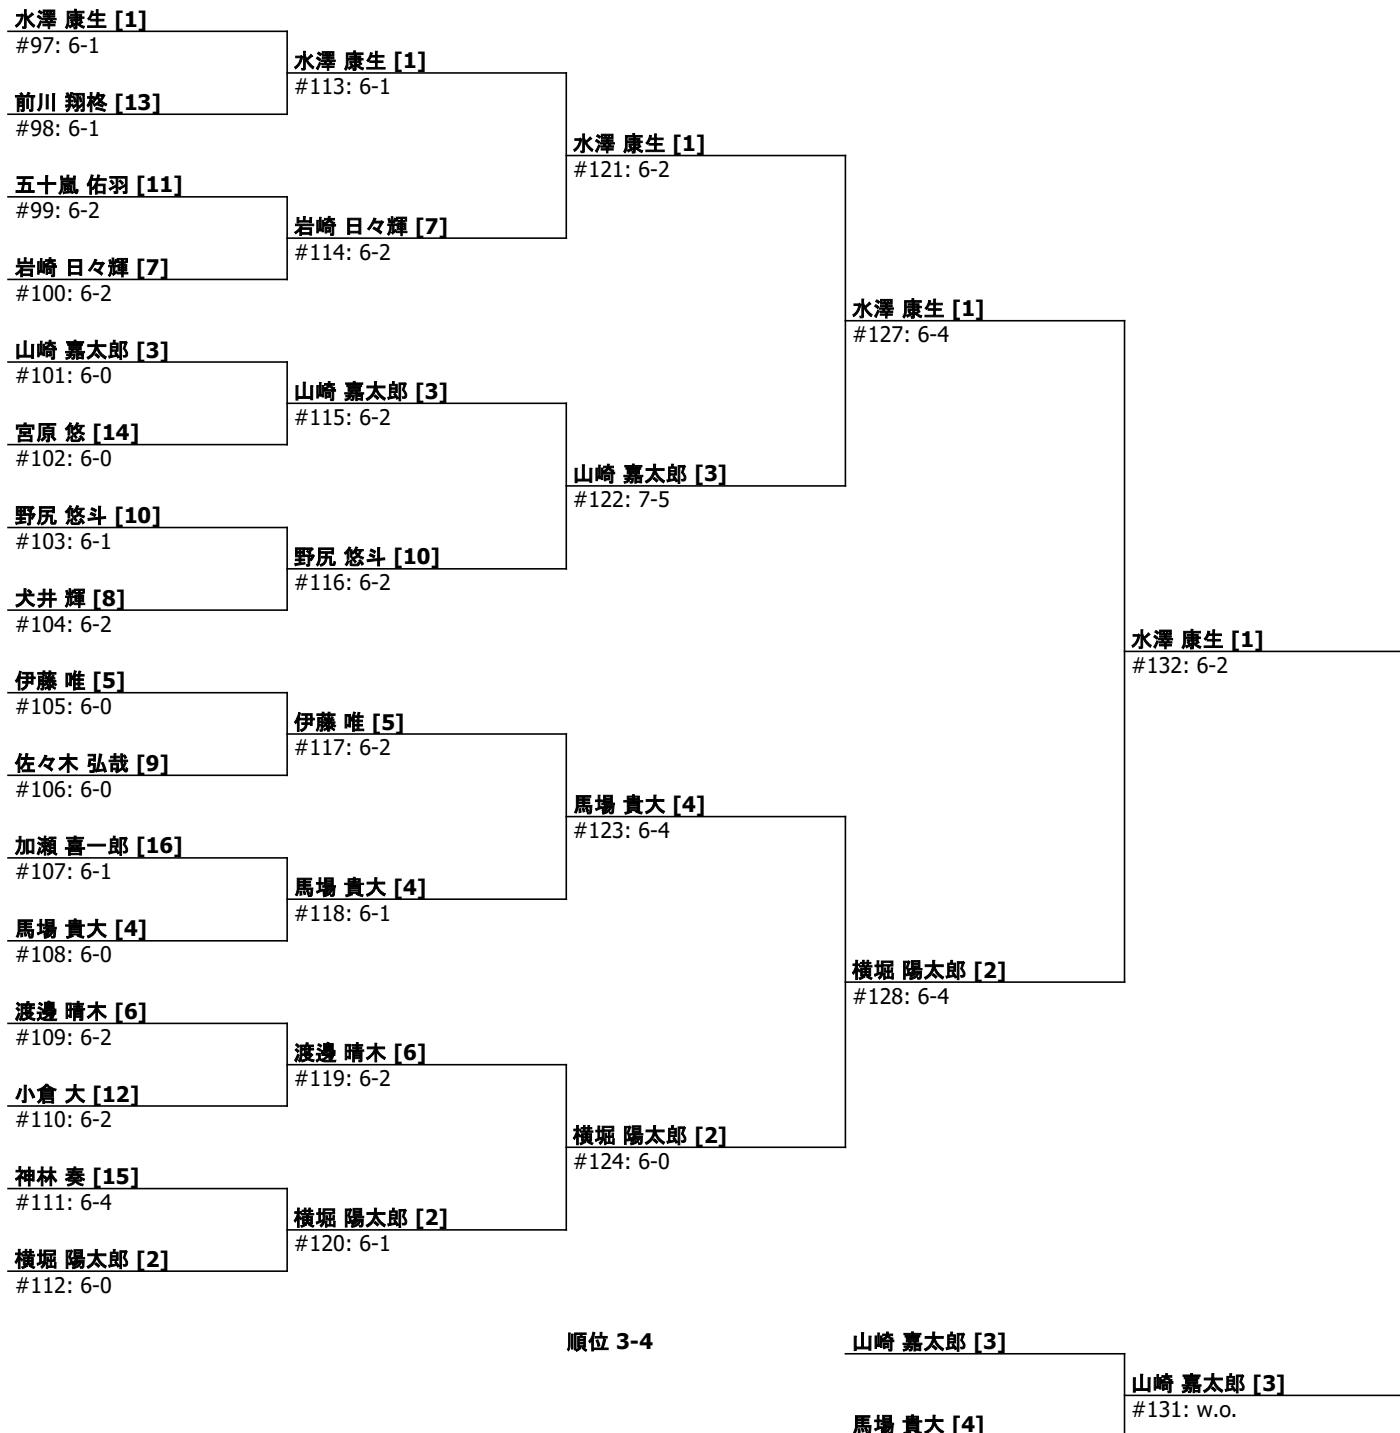 水澤 康生 [1]
#97: 6-1
水澤 康生 [1]
#113: 6-1
前川 翔柊 [13]
#98: 6-1
水澤 康生 [1]
#121: 6-2
五十嵐 佑羽 [11]
#99: 6-2
岩崎 日々輝 [7]
#114: 6-2
岩崎 日々輝 [7]
#100: 6-2
水澤 康生 [1]
#127: 6-4
山崎 嘉太郎 [3]
#101: 6-0
山崎 嘉太郎 [3]
#115: 6-2
宮原 悠 [14]
#102: 6-0
山崎 嘉太郎 [3]
#122: 7-5
野尻 悠斗 [10]
#103: 6-1
野尻 悠斗 [10]
#116: 6-2
犬井 輝 [8]
#104: 6-2
水澤 康生 [1]
#132: 6-2
伊藤 唯 [5]
#105: 6-0
伊藤 唯 [5]
#117: 6-2
佐々木 弘哉 [9]
#106: 6-0
馬場 貴大 [4]
#123: 6-4
加瀬 喜一郎 [16]
#107: 6-1
馬場 貴大 [4]
#118: 6-1
馬場 貴大 [4]
#108: 6-0
横堀 陽太郎 [2]
#128: 6-4
渡邊 晴木 [6]
#109: 6-2
渡邊 晴木 [6]
#119: 6-2
小倉 大 [12]
#110: 6-2
横堀 陽太郎 [2]
#124: 6-0
神林 奏 [15]
#111: 6-4
横堀 陽太郎 [2]
#120: 6-1
横堀 陽太郎 [2]
#112: 6-0
順位 3-4
山崎 嘉太郎 [3]
山崎 嘉太郎 [3]
#131: w.o.
馬場 貴大 [4]